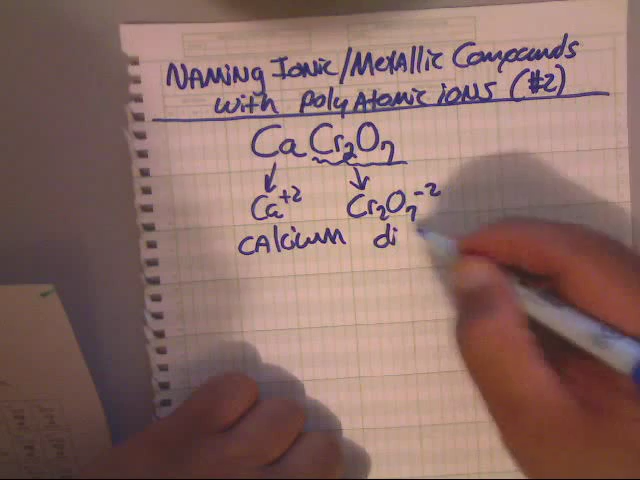 Naming Ionic/Metallic Compounds
with polyatomic ions (#2)
CaCr₂O₇
Ca⁺² Cr₂O₇⁻²
calcium di